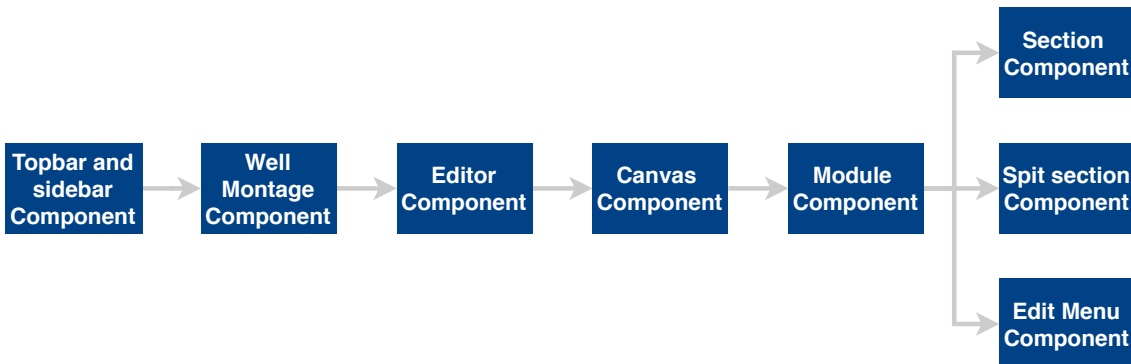 Topbar and
sidebar
Component
Well
Montage
Component
Editor
Component
Canvas
Component
Module
Component
Section
Component
Spit section
Component
Edit Menu
Component